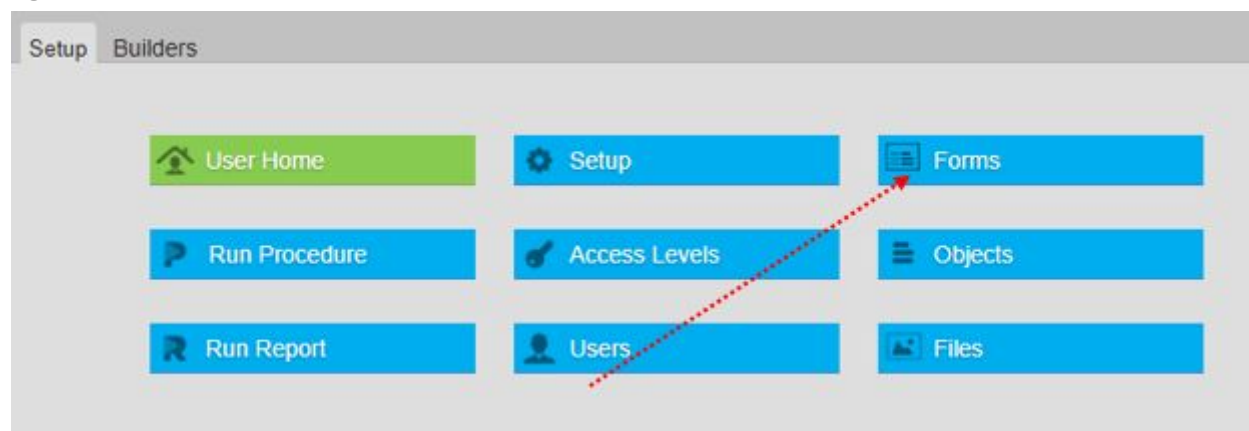 Setup Builders
User Home
Setup
Forms
Run Procedure
Access Levels
Objects
Run Report
Users
Files